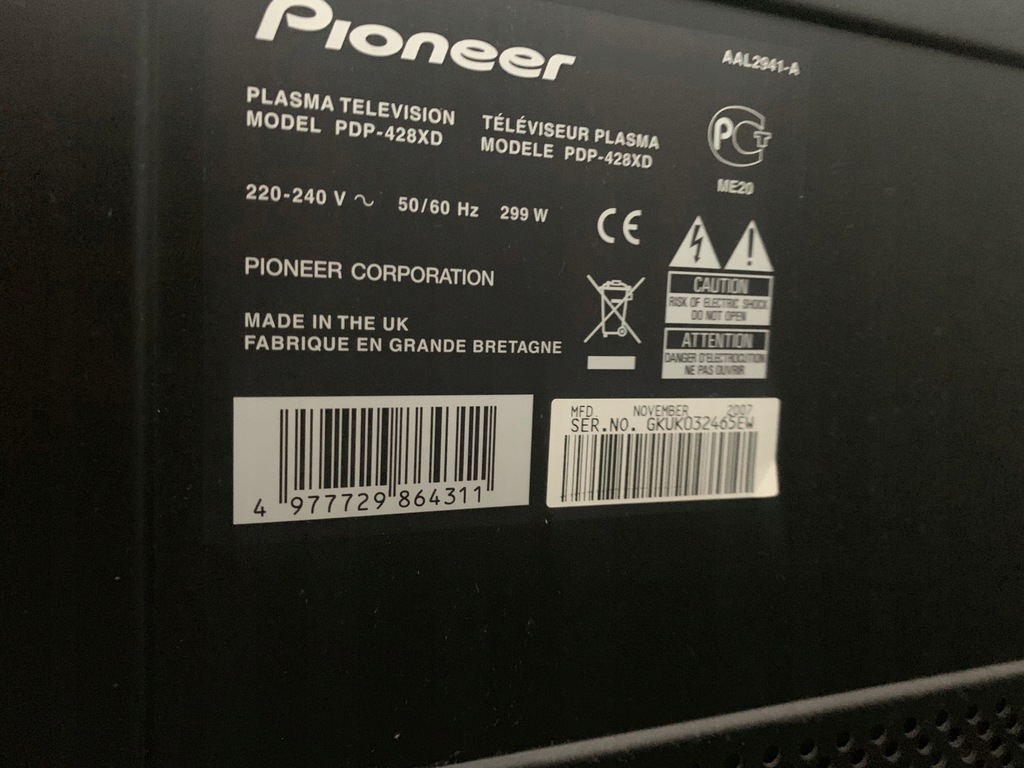 Pioneer
AAL2941-A
PLASMA TELEVISION
MODEL PDP-428XD
TÉLÉVISEUR PLASMA
MODELE PDP-428XD
PCT
ME20
220-240 V ~ 50/60 Hz 299 W
CE
PIONEER CORPORATION
CAUTION
RISK OF ELECTRIC SHOCK
DO NOT OPEN
MADE IN THE UK
FABRIQUE EN GRANDE BRETAGNE
ATTENTION
DANGER D'ELECTROCUTION
NE PAS OUVRIR
4 977729 864311
MFD. NOVEMBER 2007
SER.NO. GKUK032465EW